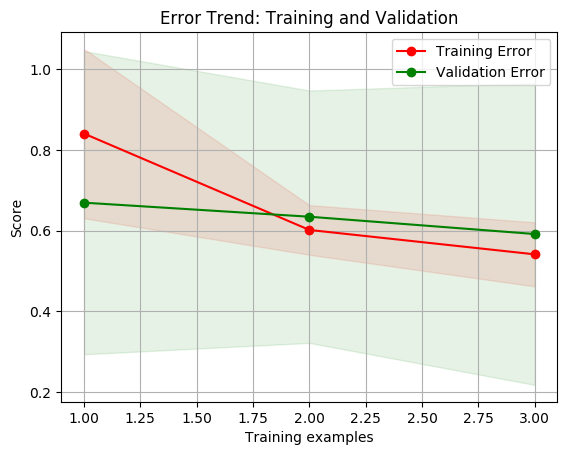 Error Trend: Training and Validation
Training Error
Validation Error
Score
1.0
0.8
0.6
0.4
0.2
1.00 1.25 1.50 1.75 2.00 2.25 2.50 2.75 3.00
Training examples